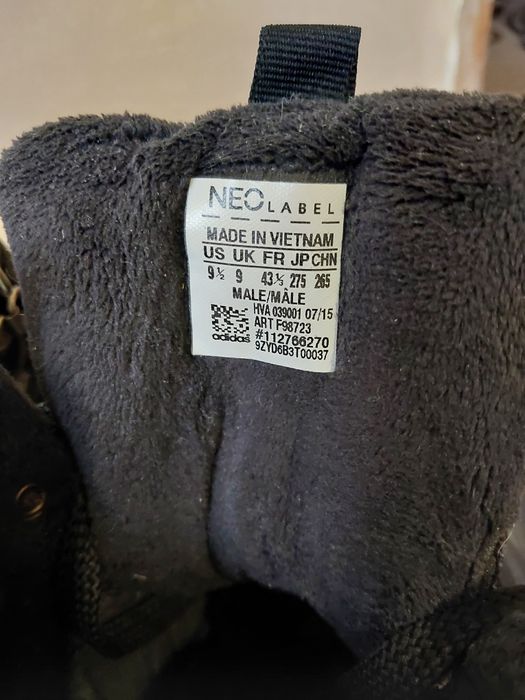 NEO LABEL
MADE IN VIETNAM
US UK FR JP CHN
9½ 9 43⅓ 275 265
MALE/MÂLE
HVA 039001 07/15
ART F98723
#112766270
adidas 9ZYD6B3T00037